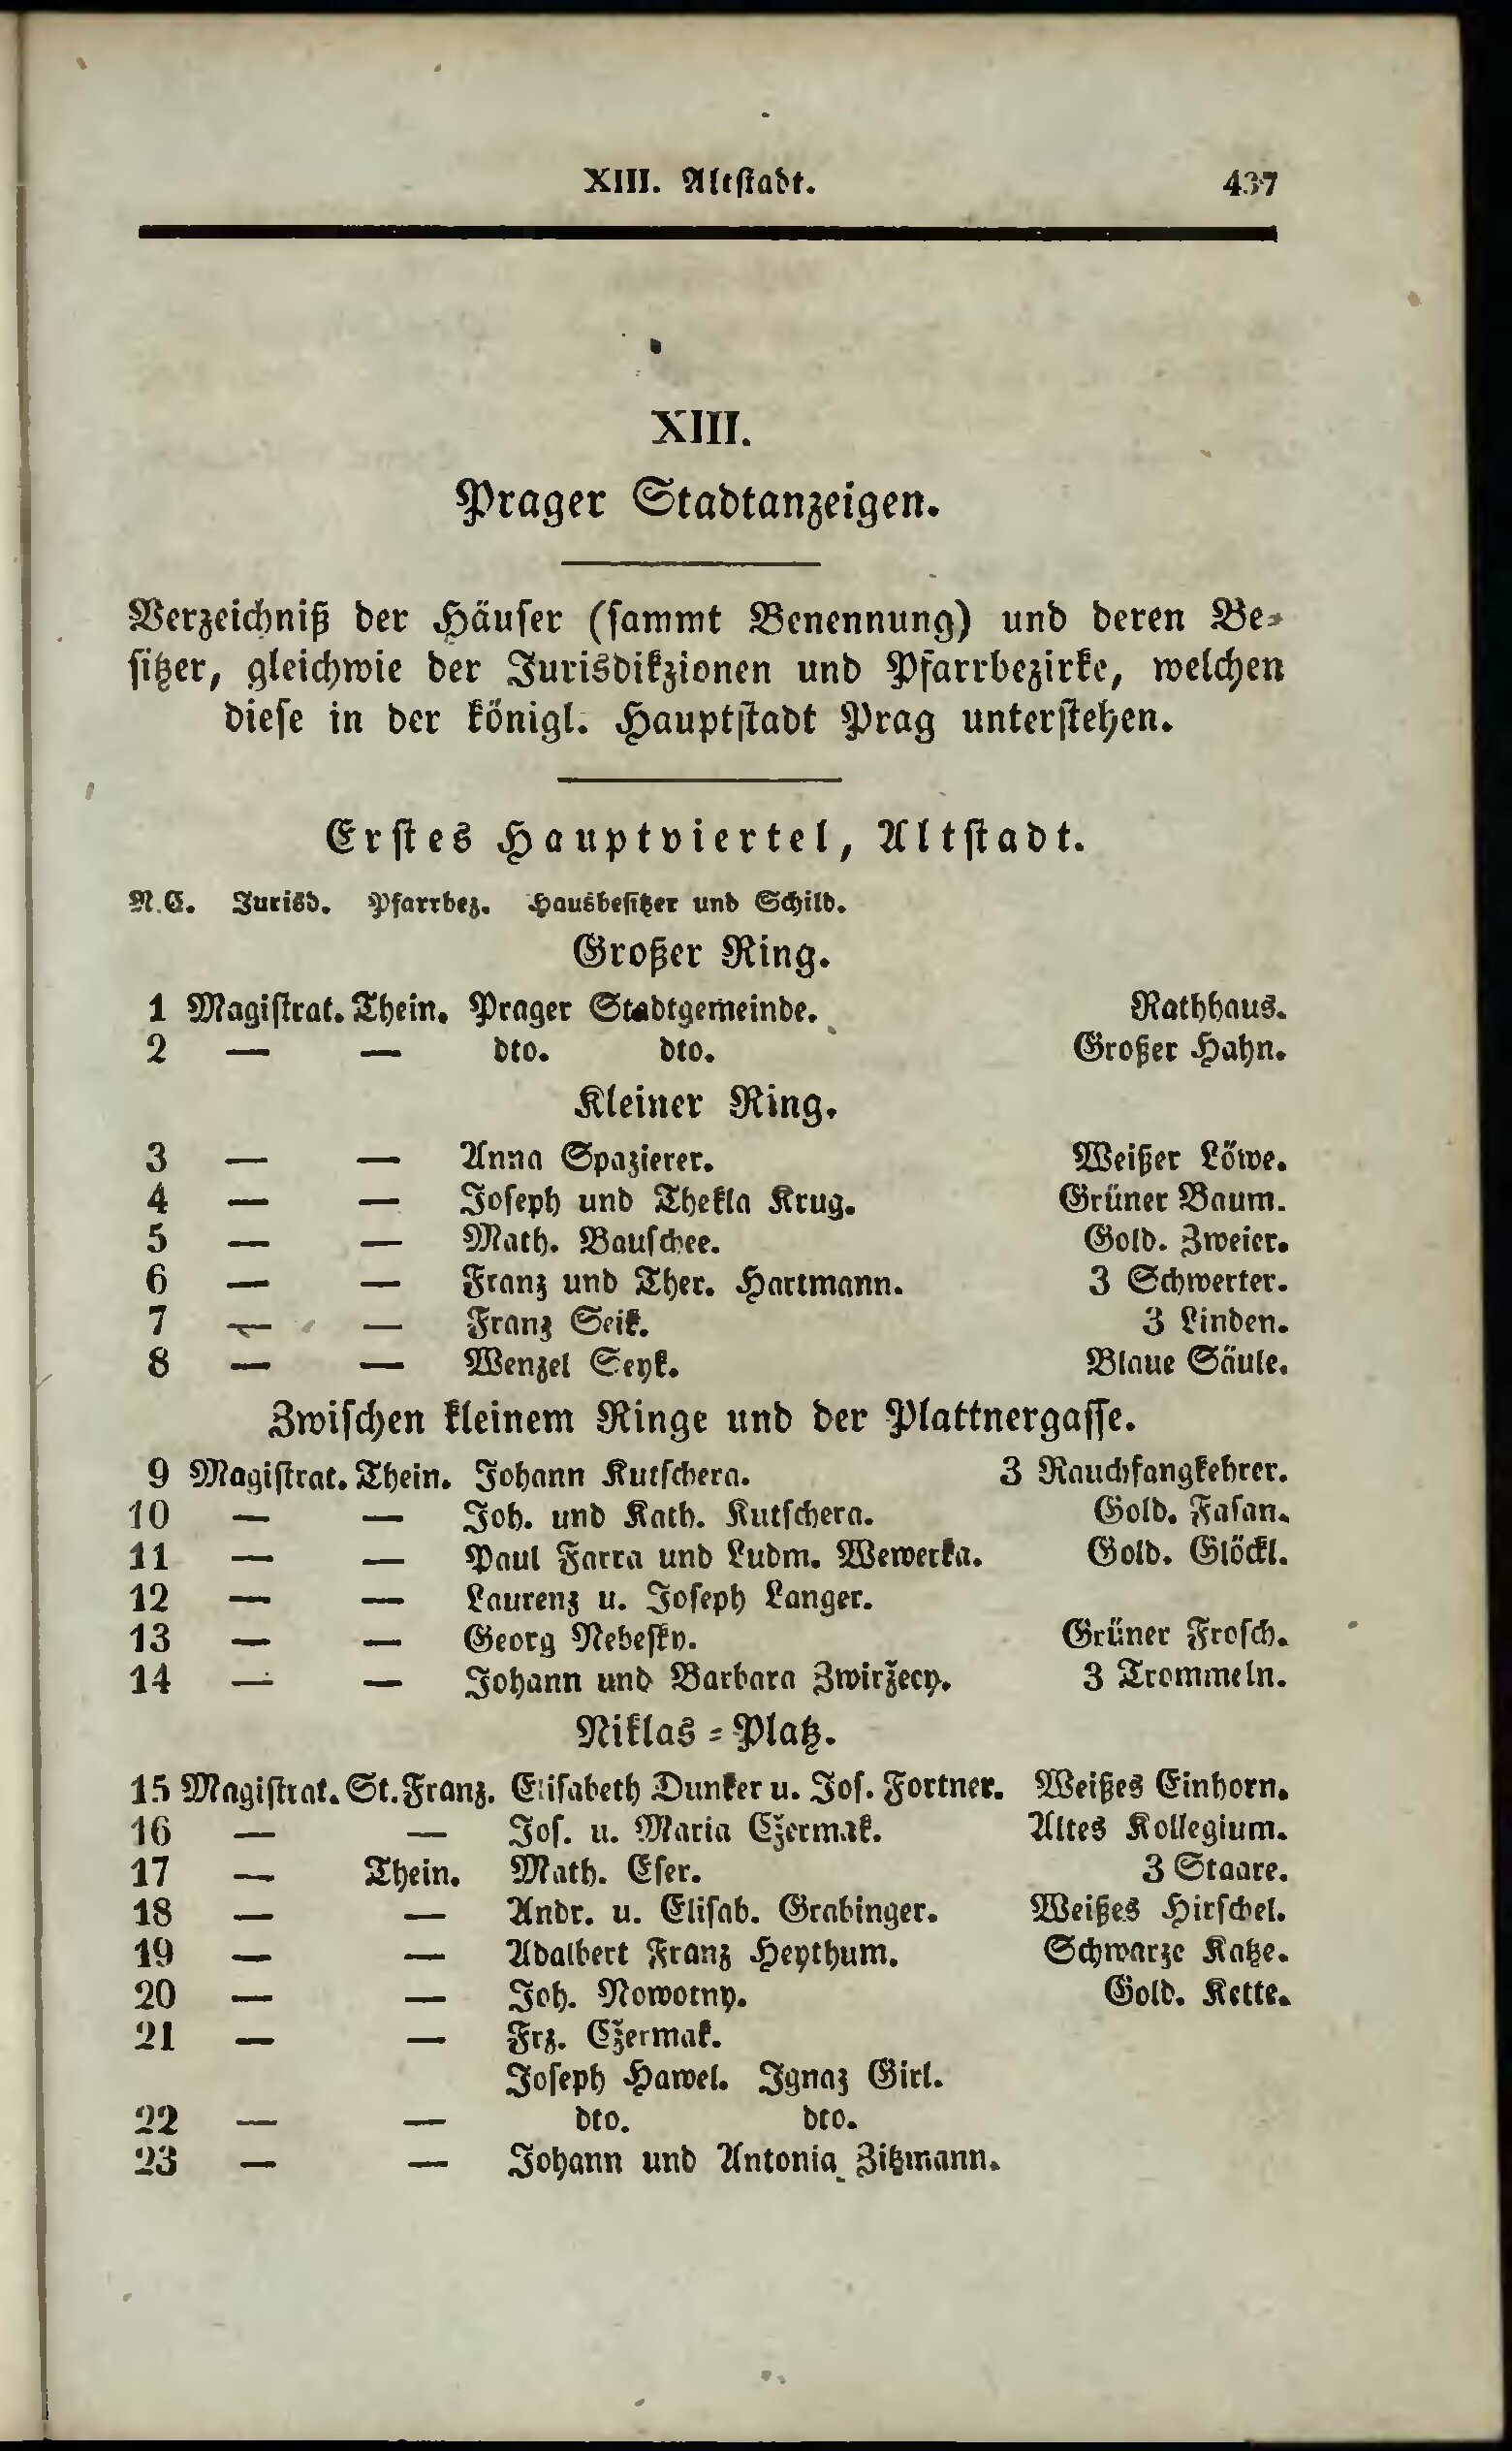 XIII. Altstadt. 437
XIII.
Prager Stadtanzeigen.
Verzeichniß der Häuser (sammt Benennung) und deren Be-
sitzer, gleichwie der Jurisdikzionen und Pfarrbezirke, welchen
diese in der königl. Hauptstadt Prag unterstehen.
Erstes Hauptviertel, Altstadt.
N.C. Jurisd. Pfarrbez. Hausbesitzer und Schild.
Großer Ring.
1 Magistrat. Thein. Prager Stadtgemeinde. Rathhaus.
2 — — dto. dto. Großer Hahn.
Kleiner Ring.
3 — — Anna Spazierer. Weißer Löwe.
4 — — Joseph und Thekla Krug. Grüner Baum.
5 — — Math. Bauschee. Gold. Zweier.
6 — — Franz und Ther. Hartmann. 3 Schwerter.
7 — — Franz Seik. 3 Linden.
8 — — Wenzel Seyk. Blaue Säule.
Zwischen kleinem Ringe und der Plattnergasse.
9 Magistrat. Thein. Johann Kutschera. 3 Rauchfangkehrer.
10 — — Joh. und Kath. Kutschera. Gold. Fasan.
11 — — Paul Farra und Ludm. Wewerka. Gold. Glöckl.
12 — — Laurenz u. Joseph Langer.
13 — — Georg Nebesky. Grüner Frosch.
14 — — Johann und Barbara Zwiržecy. 3 Trommeln.
Niklas-Platz.
15 Magistrat. St. Franz. Elisabeth Dunker u. Jos. Fortner. Weißes Einhorn.
16 — — Jos. u. Maria Cžermak. Altes Kollegium.
17 — Thein. Math. Eser. 3 Staare.
18 — — Andr. u. Elisab. Grabinger. Weißes Hirschel.
19 — — Adalbert Franz Heythum. Schwarze Katze.
20 — — Joh. Nowotny. Gold. Kette.
21 — — Frz. Cžermak.
Joseph Hawel. Ignaz Girl.
22 — — dto. dto.
23 — — Johann und Antonia Zitzmann.